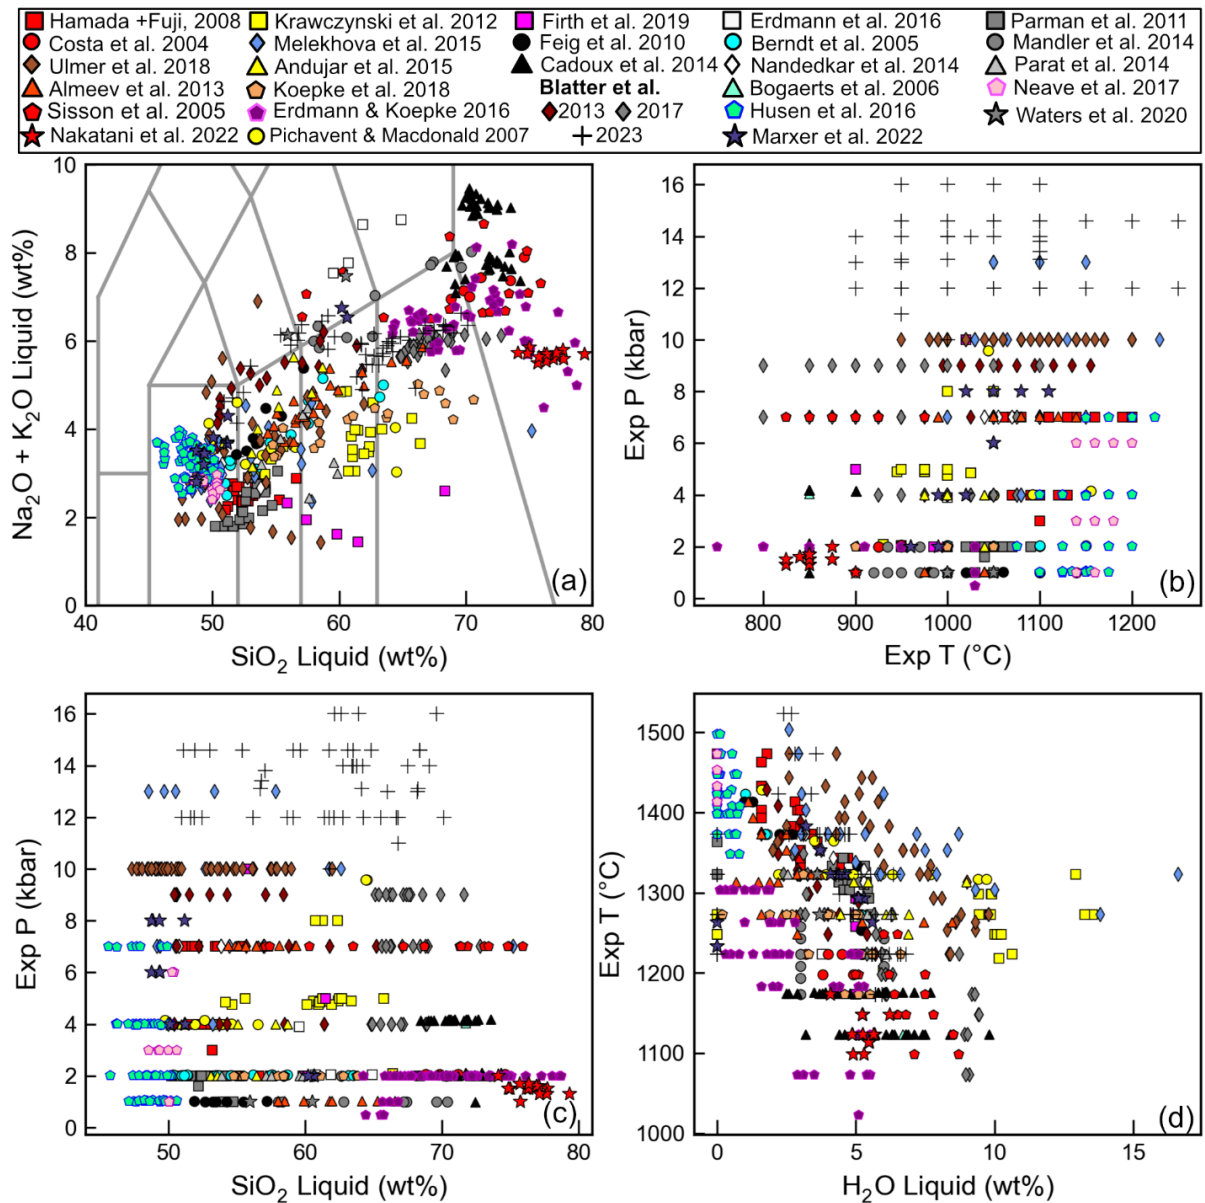 Hamada +Fuji, 2008 Krawczynski et al. 2012 Firth et al. 2019 Erdmann et al. 2016 Parman et al. 2011
Costa et al. 2004 Melekhova et al. 2015 Feig et al. 2010 Berndt et al. 2005 Mandler et al. 2014
Ulmer et al. 2018 Andujar et al. 2015 Cadoux et al. 2014 Nandedkar et al. 2014 Parat et al. 2014
Almeev et al. 2013 Koepke et al. 2018 Blatter et al. Bogaerts et al. 2006 Neave et al. 2017
Sisson et al. 2005 Erdmann & Koepke 2016 2013 2017 Husen et al. 2016 Waters et al. 2020
Nakatani et al. 2022 Pichavent & Macdonald 2007 2023 Marxer et al. 2022
10
8
6
4
2
0
Na2O + K2O Liquid (wt%)
40 50 60 70 80
SiO2 Liquid (wt%)
(a)
16
14
12
10
8
6
4
2
0
Exp P (kbar)
800 900 1000 1100 1200
Exp T (°C)
(b)
16
14
12
10
8
6
4
2
0
Exp P (kbar)
50 60 70 80
SiO2 Liquid (wt%)
(c)
1500
1400
1300
1200
1100
1000
Exp T (°C)
0 5 10 15
H2O Liquid (wt%)
(d)